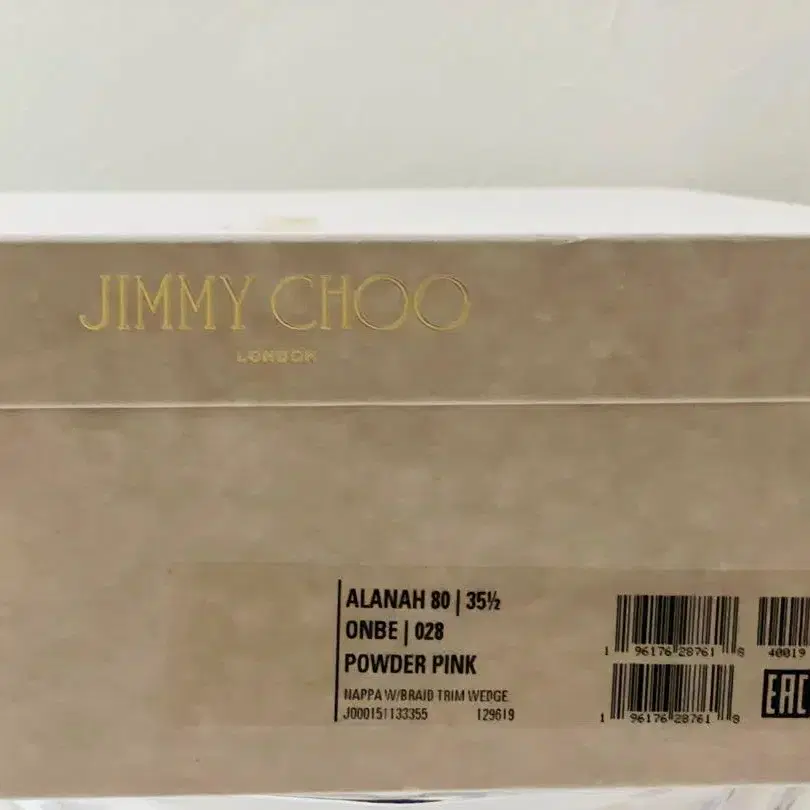 JIMMY CHOO
LONDON
ALANAH 80 | 35½
ONBE | 028
POWDER PINK
NAPPA W/BRAID TRIM WEDGE
J000151133355 129619
1 96176 28761 8
40019
1 96176 28761 8
EAC